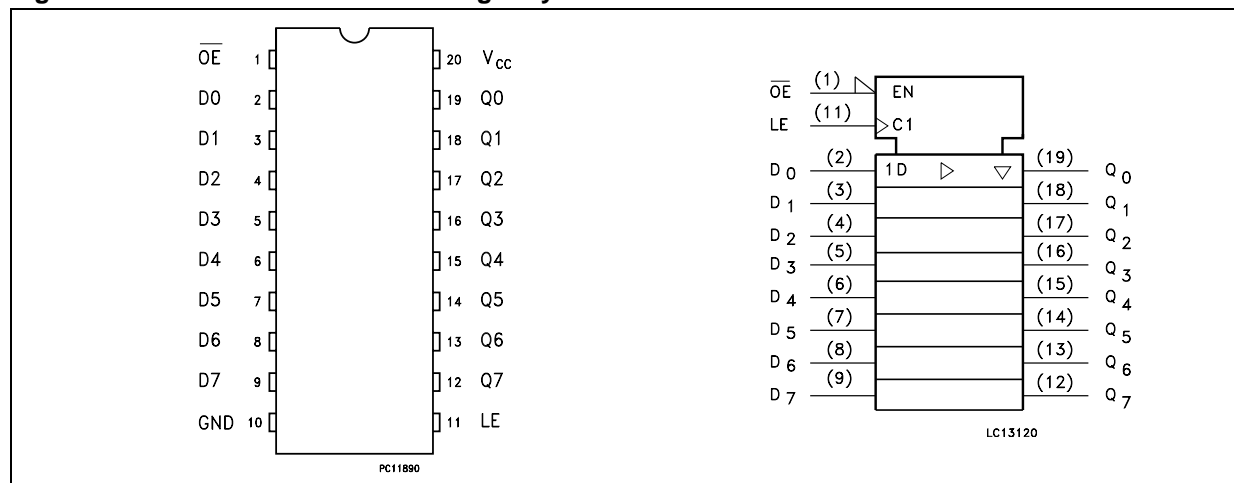 O̅E̅ 1 20 VCC
D0 2 19 Q0
D1 3 18 Q1
D2 4 17 Q2
D3 5 16 Q3
D4 6 15 Q4
D5 7 14 Q5
D6 8 13 Q6
D7 9 12 Q7
GND 10 11 LE
PC11890
O̅E̅ (1) EN
LE (11) C1
D0 (2) 1D (19) Q0
D1 (3) (18) Q1
D2 (4) (17) Q2
D3 (5) (16) Q3
D4 (6) (15) Q4
D5 (7) (14) Q5
D6 (8) (13) Q6
D7 (9) (12) Q7
LC13120